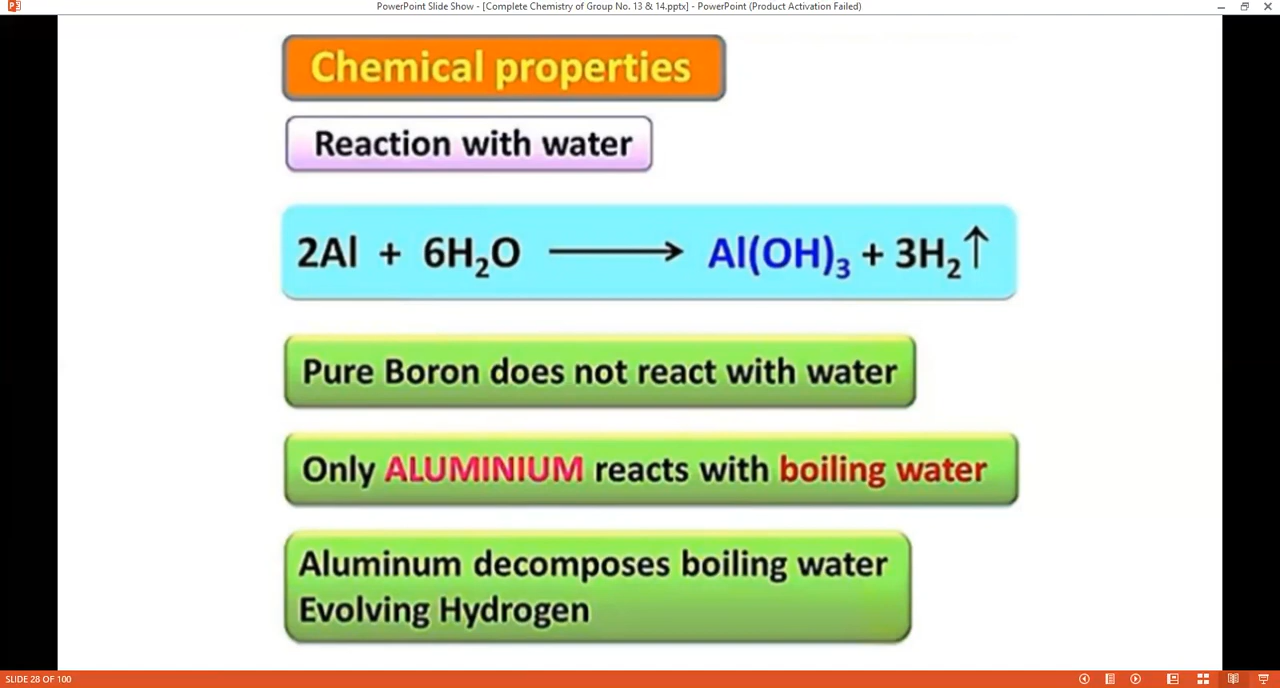 PowerPoint Slide Show - [Complete Chemistry of Group No. 13 & 14.pptx] - PowerPoint (Product Activation Failed)
Chemical properties
Reaction with water
2Al + 6H₂O ⟶ Al(OH)₃ + 3H₂↑
Pure Boron does not react with water
Only ALUMINIUM reacts with boiling water
Aluminum decomposes boiling water
Evolving Hydrogen
SLIDE 28 OF 100